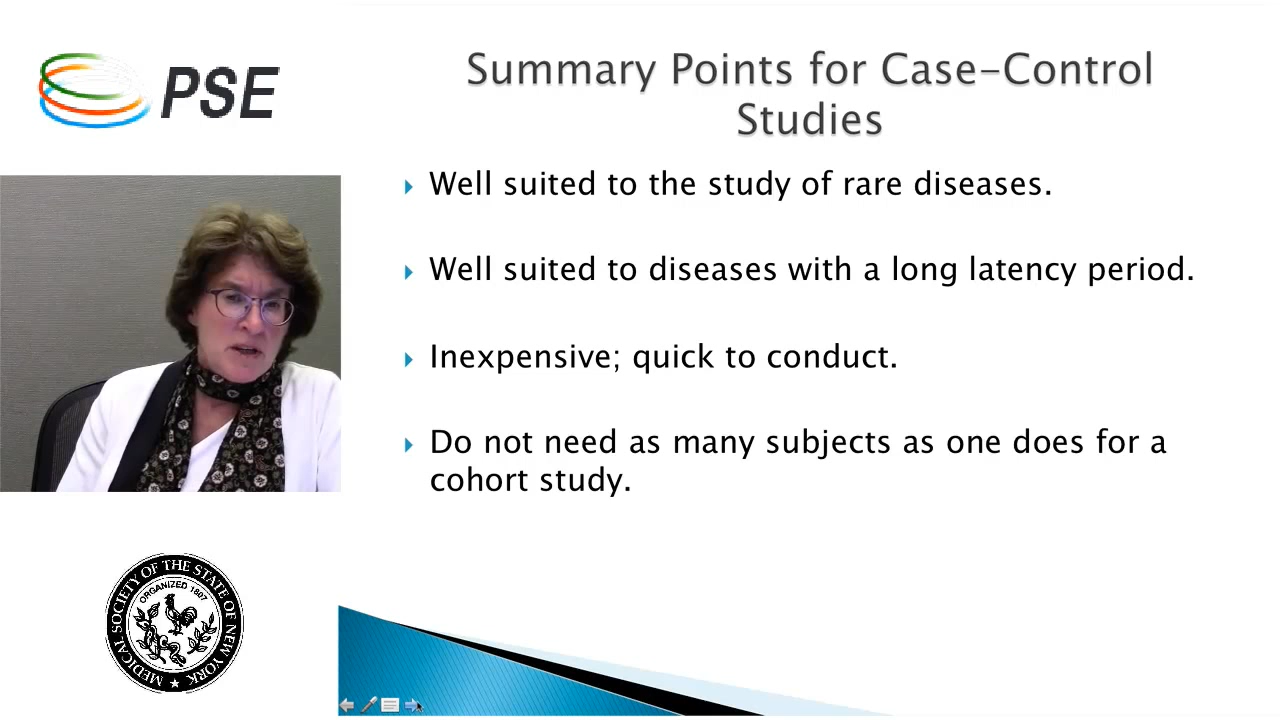 PSE
Summary Points for Case-Control
Studies
Well suited to the study of rare diseases.
Well suited to diseases with a long latency period.
Inexpensive; quick to conduct.
Do not need as many subjects as one does for a
cohort study.
MEDICAL SOCIETY OF THE STATE OF NEW YORK
ORGANIZED 1807